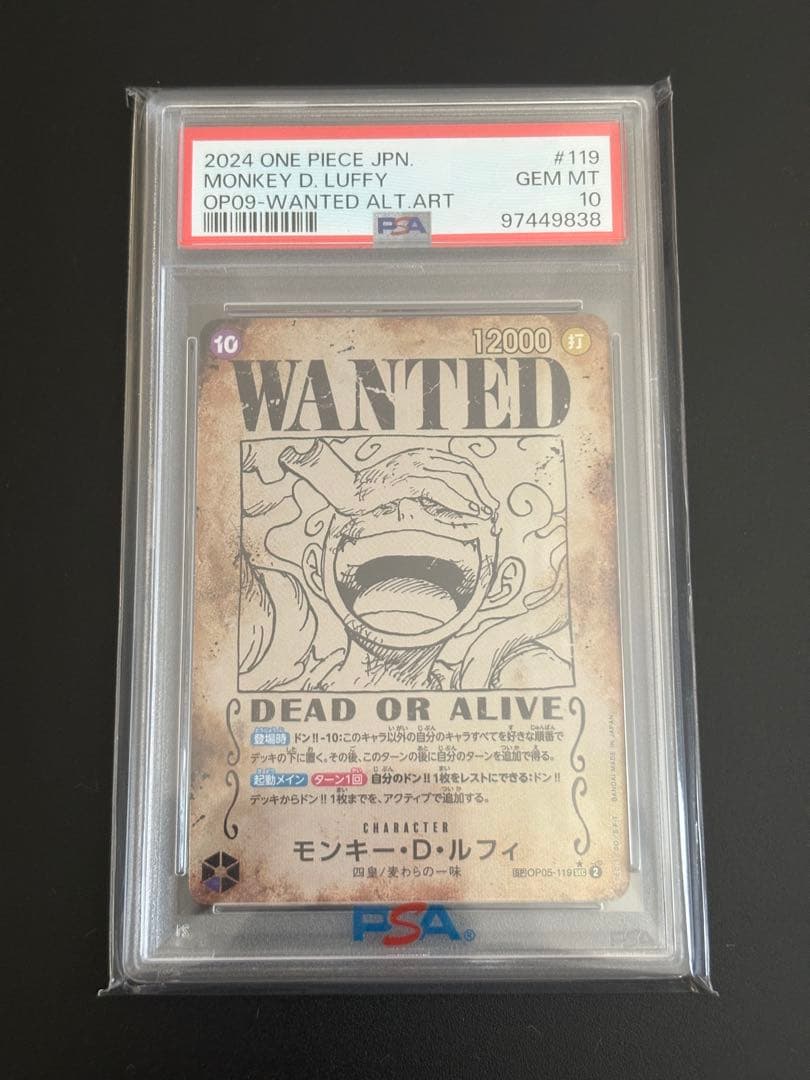 2024 ONE PIECE JPN. #119
MONKEY D. LUFFY GEM MT
OP09-WANTED ALT.ART 10
PSA 97449838
10 12000 打
WANTED
DEAD OR ALIVE
登場時 ドン!!-10:このキャラ以外の自分のキャラすべてを好きな順番で
デッキの下に置く。その後、このターンの後に自分のターンを追加で得る。
起動メイン ターン1回 自分のドン!!1枚をレストにできる:ドン!!
デッキからドン!!1枚までを、アクティブで追加する。
CHARACTER
モンキー・D・ルフィ
四皇/麦わらの一味
SP OP05-119 SEC 2
BANDAI MADE IN JAPAN
PSA